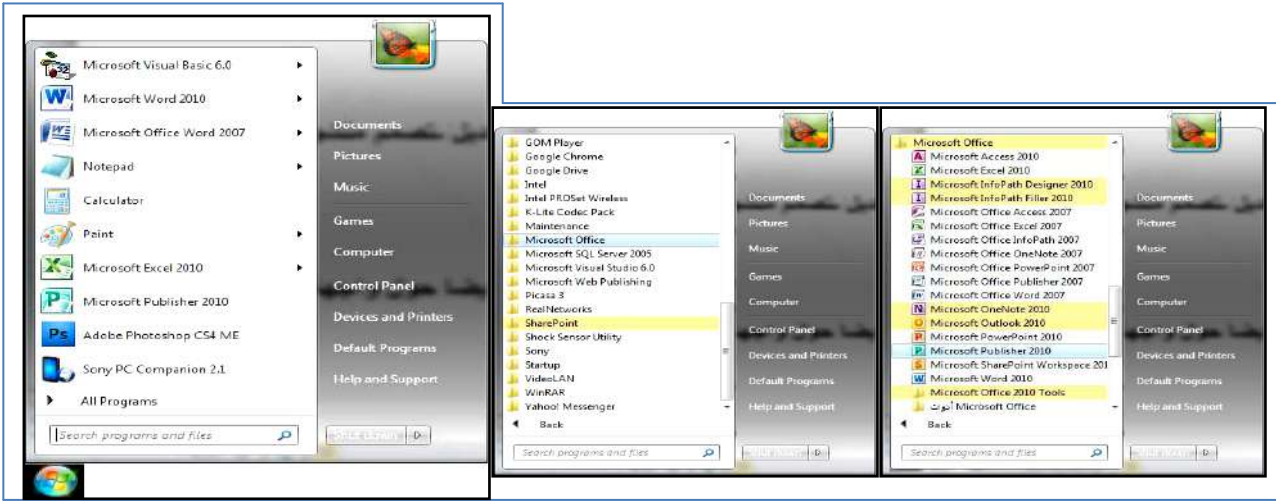 Microsoft Visual Basic 6.0
Microsoft Word 2010
Microsoft Office Word 2007
Notepad
Calculator
Paint
Microsoft Excel 2010
Microsoft Publisher 2010
Adobe Photoshop CS4 ME
Sony PC Companion 2.1
All Programs
Search programs and files
Documents
Pictures
Music
Games
Computer
Control Panel
Devices and Printers
Default Programs
Help and Support
Shut down
GOM Player
Google Chrome
Google Drive
Intel
Intel PROSet Wireless
K-Lite Codec Pack
Maintenance
Microsoft Office
Microsoft SQL Server 2005
Microsoft Visual Studio 6.0
Microsoft Web Publishing
Picasa 3
RealNetworks
SharePoint
Shock Sensor Utility
Sony
Startup
VideoLAN
WinRAR
Yahoo! Messenger
Back
Search programs and files
Documents
Pictures
Music
Games
Computer
Control Panel
Devices and Printers
Default Programs
Help and Support
Shut down
Microsoft Office
Microsoft Access 2010
Microsoft Excel 2010
Microsoft InfoPath Designer 2010
Microsoft InfoPath Filler 2010
Microsoft Office Access 2007
Microsoft Office Excel 2007
Microsoft Office InfoPath 2007
Microsoft Office OneNote 2007
Microsoft Office PowerPoint 2007
Microsoft Office Publisher 2007
Microsoft Office Word 2007
Microsoft OneNote 2010
Microsoft Outlook 2010
Microsoft PowerPoint 2010
Microsoft Publisher 2010
Microsoft SharePoint Workspace 201
Microsoft Word 2010
Microsoft Office 2010 Tools
أدوات Microsoft Office
Back
Search programs and files
Documents
Pictures
Music
Games
Computer
Control Panel
Devices and Printers
Default Programs
Help and Support
Shut down